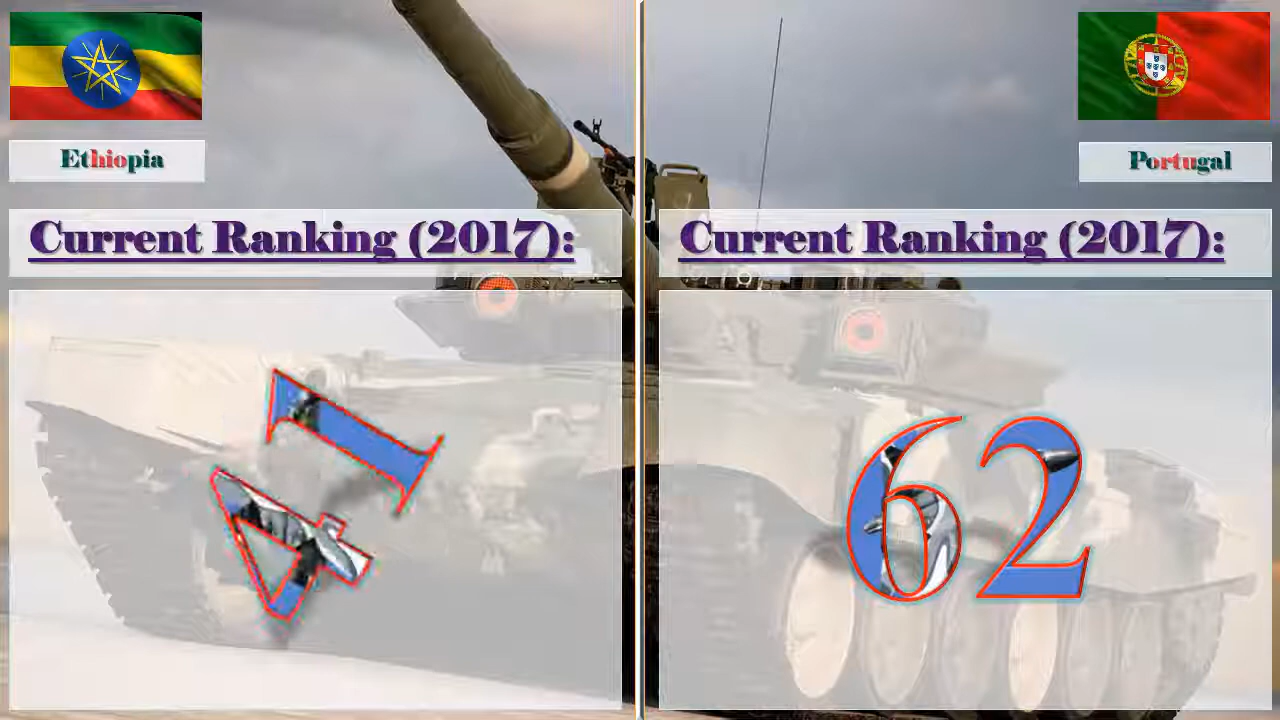 Ethiopia
Portugal
Current Ranking (2017):
Current Ranking (2017):
41
62